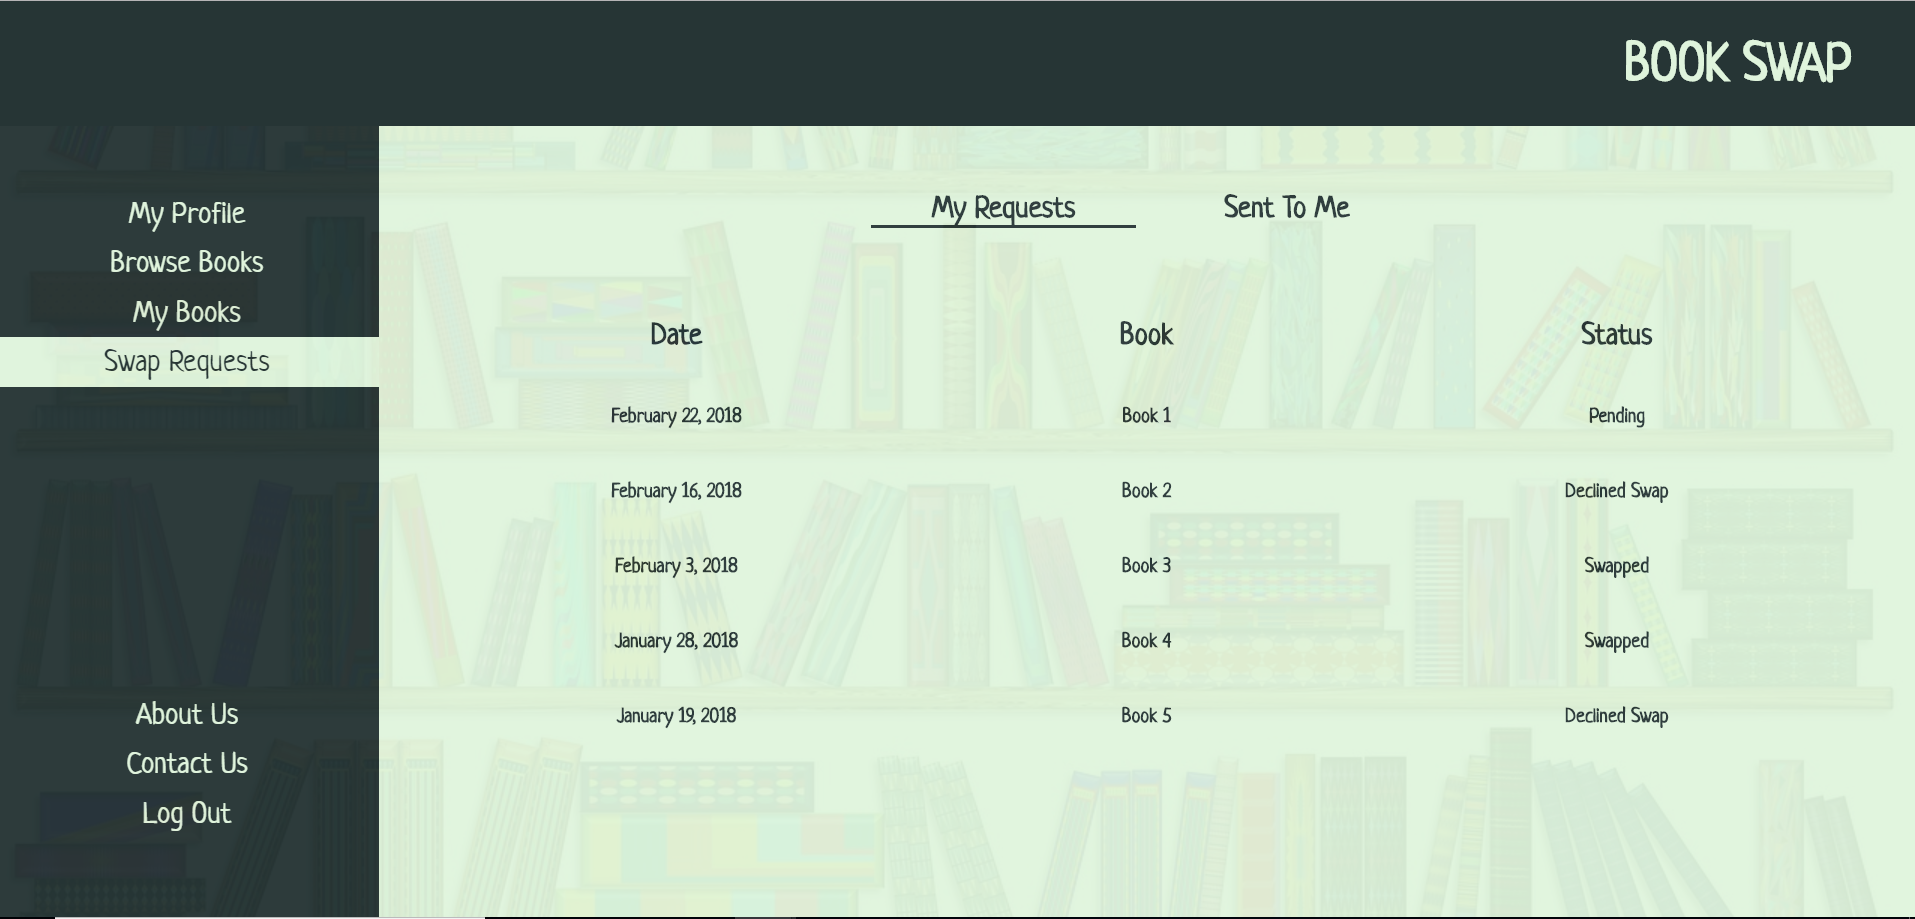 BOOK SWAP
My Profile
Browse Books
My Books
Swap Requests
About Us
Contact Us
Log Out
My Requests Sent To Me
Date Book Status
February 22, 2018 Book 1 Pending
February 16, 2018 Book 2 Declined Swap
February 3, 2018 Book 3 Swapped
January 28, 2018 Book 4 Swapped
January 19, 2018 Book 5 Declined Swap